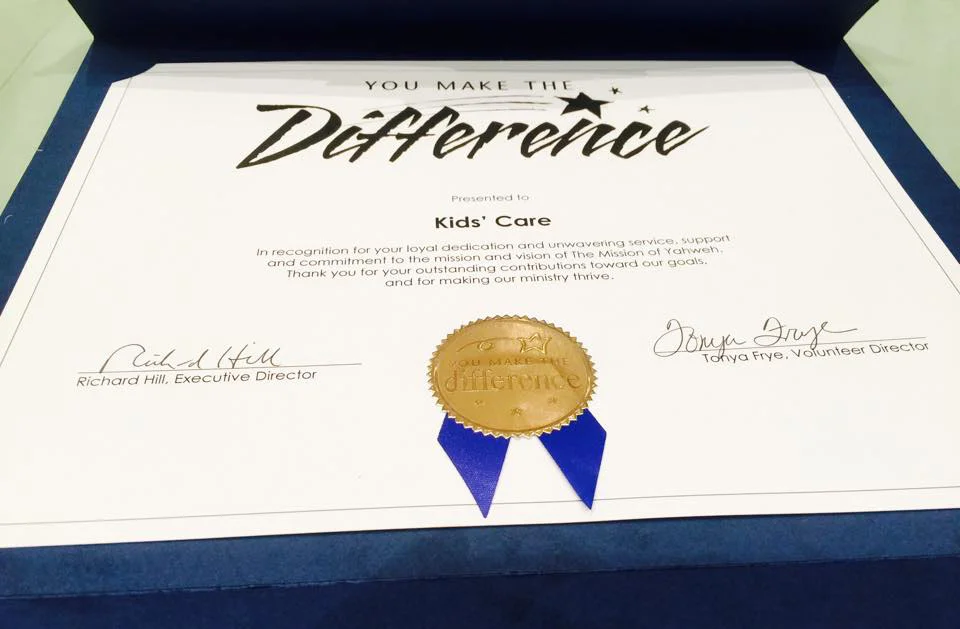 YOU MAKE THE
Difference
Presented to
Kids' Care
In recognition for your loyal dedication and unwavering service, support
and commitment to the mission and vision of The Mission of Yahweh.
Thank you for your outstanding contributions toward our goals,
and for making our ministry thrive.
Richard Hill
Richard Hill, Executive Director
YOU MAKE THE
difference
Tonya Frye
Tonya Frye, Volunteer Director